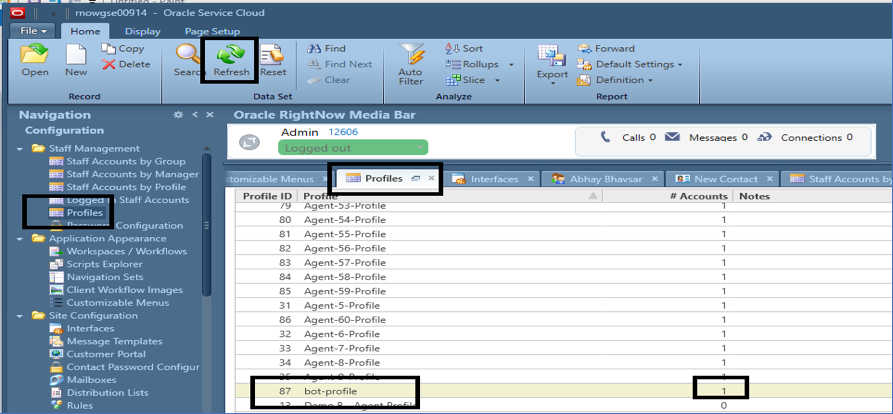 Untitled - Paint
rnowgse00914 - Oracle Service Cloud
File Home Display Page Setup
Open New Copy Delete Search Refresh Reset Find Find Next Clear Auto Filter Sort Rollups Slice Export Forward Default Settings Definition
Record Data Set Analyze Report
Navigation
Configuration
Oracle RightNow Media Bar
Admin 12606
Logged out
Calls 0 Messages 0 Connections 0
Staff Management
Staff Accounts by Group
Staff Accounts by Manager
Staff Accounts by Profile
Logged In Staff Accounts
Profiles
Password Configuration
Application Appearance
Workspaces / Workflows
Scripts Explorer
Navigation Sets
Client Workflow Images
Customizable Menus
Site Configuration
Interfaces
Message Templates
Customer Portal
Contact Password Configur
Mailboxes
Distribution Lists
Rules
stomizable Menus Profiles Interfaces Abhay Bhavsar New Contact Staff Accounts by
Profile ID Profile # Accounts Notes
79 Agent-53-Profile 1
80 Agent-54-Profile 1
81 Agent-55-Profile 1
82 Agent-56-Profile 1
83 Agent-57-Profile 1
84 Agent-58-Profile 1
85 Agent-59-Profile 1
31 Agent-5-Profile 1
86 Agent-60-Profile 1
32 Agent-6-Profile 1
33 Agent-7-Profile 1
34 Agent-8-Profile 1
35 Agent-9-Profile 1
87 bot-profile 1
13 Demo 8 - Agent Profile 0